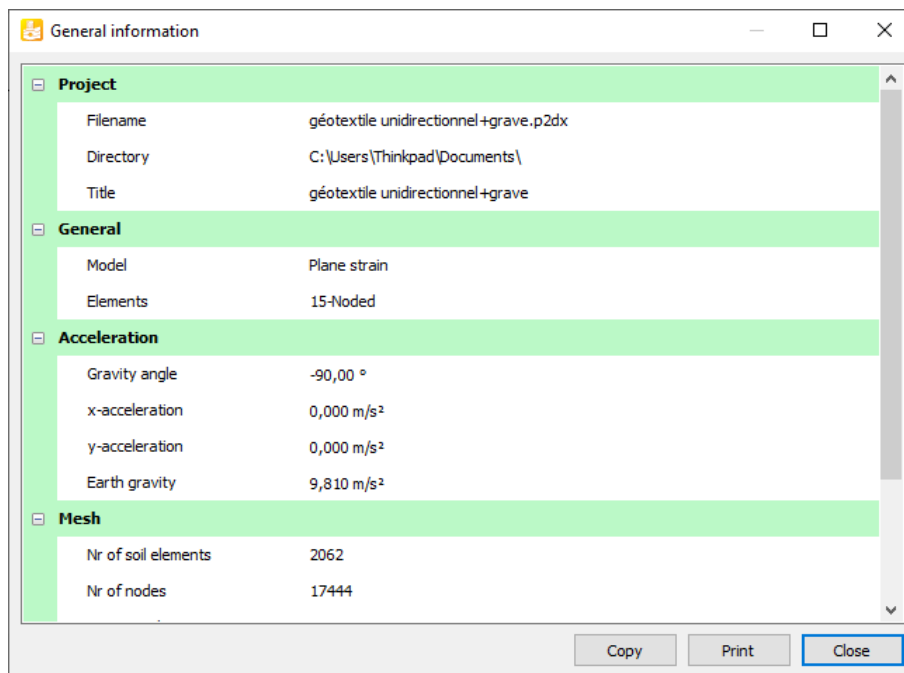 General information
Project
Filename géotextile unidirectionnel+grave.p2dx
Directory C:\Users\Thinkpad\Documents\
Title géotextile unidirectionnel+grave
General
Model Plane strain
Elements 15-Noded
Acceleration
Gravity angle -90,00 °
x-acceleration 0,000 m/s²
y-acceleration 0,000 m/s²
Earth gravity 9,810 m/s²
Mesh
Nr of soil elements 2062
Nr of nodes 17444
Copy Print Close